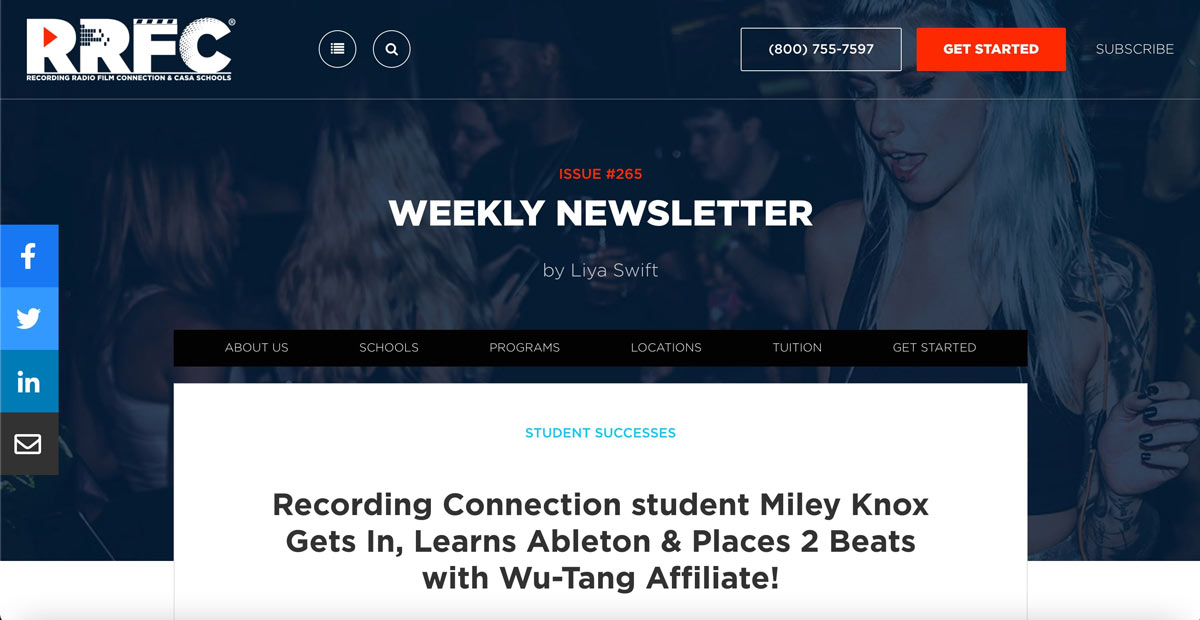 RRFC®
RECORDING RADIO FILM CONNECTION & CASA SCHOOLS
(800) 755-7597
GET STARTED
SUBSCRIBE
ISSUE #265
WEEKLY NEWSLETTER
by Liya Swift
ABOUT US
SCHOOLS
PROGRAMS
LOCATIONS
TUITION
GET STARTED
STUDENT SUCCESSES
Recording Connection student Miley Knox
Gets In, Learns Ableton & Places 2 Beats
with Wu-Tang Affiliate!